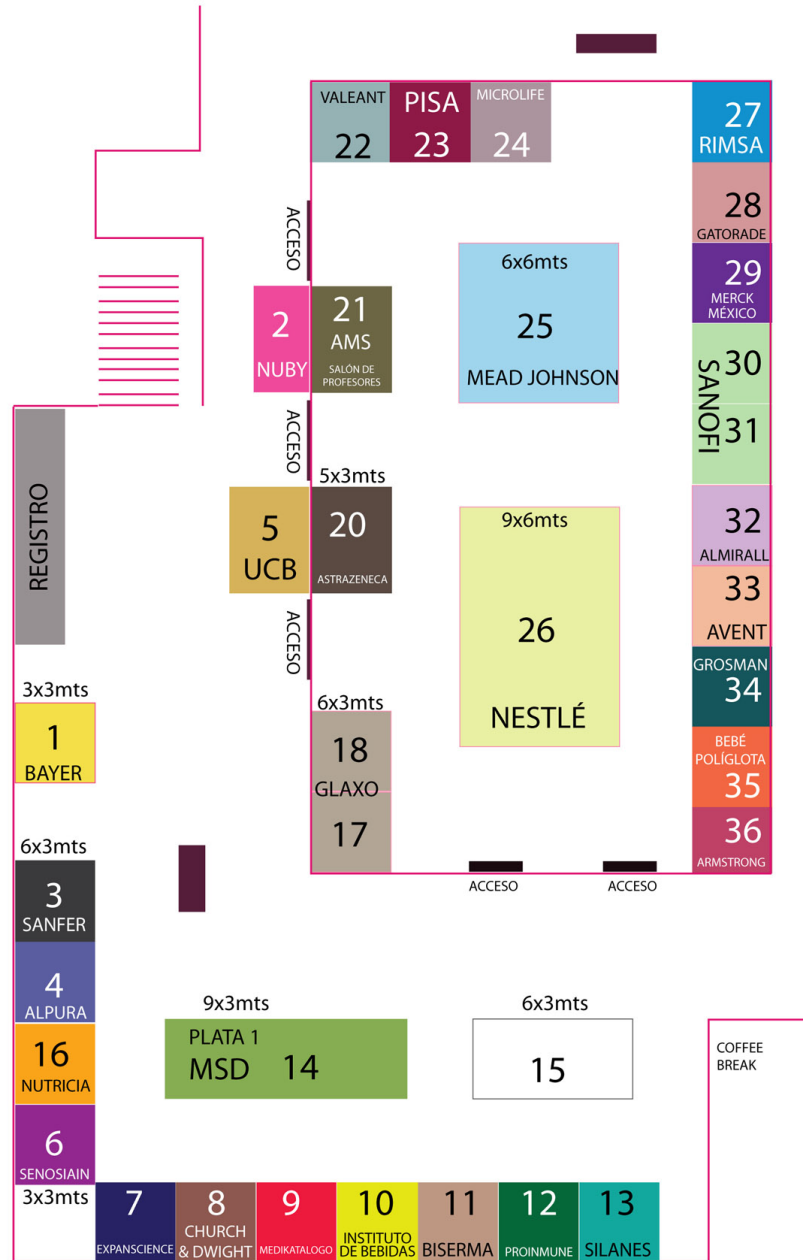 VALEANT
22
PISA
23
MICROLIFE
24
27
RIMSA
28
GATORADE
ACCESO
6x6mts
25
MEAD JOHNSON
29
MERCK
MÉXICO
2
NUBY
21
AMS
SALÓN DE
PROFESORES
SANOFI
30
31
ACCESO
REGISTRO
5x3mts
5
UCB
20
ASTRAZENECA
9x6mts
26
NESTLÉ
32
ALMIRALL
33
AVENT
ACCESO
GROSMAN
34
3x3mts
1
BAYER
6x3mts
18
GLAXO
17
BEBÉ
POLÍGLOTA
35
36
ARMSTRONG
ACCESO
ACCESO
6x3mts
3
SANFER
4
ALPURA
16
NUTRICIA
6
SENOSIAIN
3x3mts
9x3mts
PLATA 1
MSD 14
6x3mts
15
COFFEE
BREAK
7
EXPANSCIENCE
8
CHURCH
& DWIGHT
9
MEDIKATALOGO
10
INSTITUTO
DE BEBIDAS
11
BISERMA
12
PROINMUNE
13
SILANES